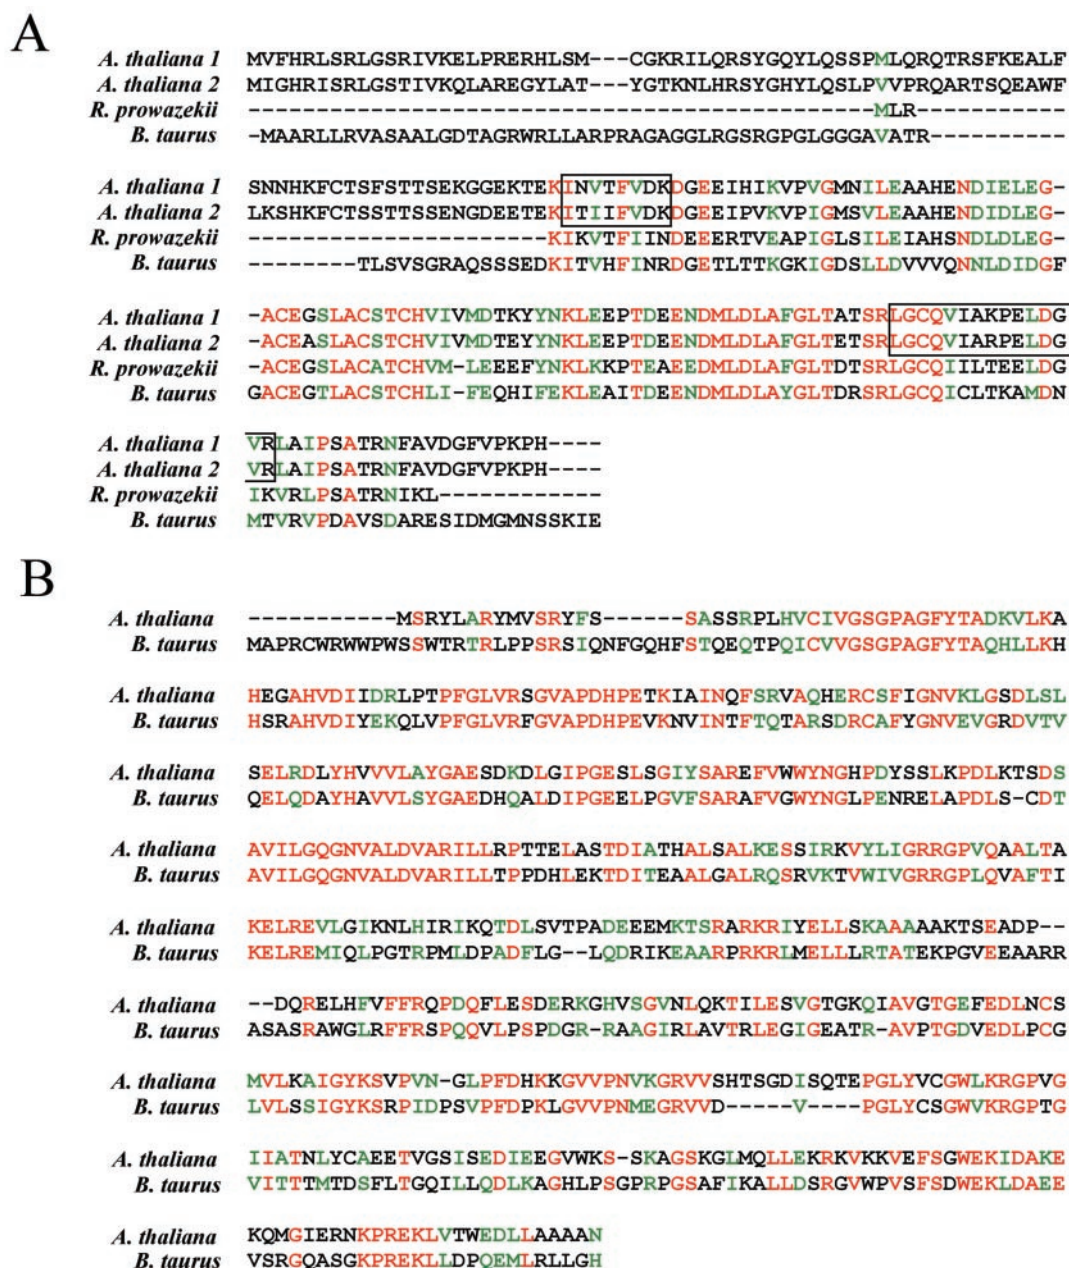 A
A. thaliana 1 MVFHRLSRLGSRIVKELPRERHLSM---CGKRILQRSYGQYLQSSPMLQRQTRSFKEALF
A. thaliana 2 MIGHRISRLGSTIVKQLAREGYLAT---YGTKNLHRSYGHYLQSLPVVPRQARTSQEAWF
R. prowazekii -----------------------------------------------MLR-----------
B. taurus -MAARLLRVASAALGDTAGRWRLLARPRAGAGGLRGSRGPGLGGGAVATR----------
A. thaliana 1 SNNHKFCTSFSTTSEKGGEKTEKINVTFVDKDGEEIHIKVPVGMNILEAAHENDIELEG-
A. thaliana 2 LKSHKFCTSSTTSSENGDEETEKITIIFVDKDGEEIPVKVPIGMSVLEAAHENDIDLEG-
R. prowazekii ----------------------KIKVTFIINDEEERTVEAPIGLSILEIAHSNDLDLEG-
B. taurus --------TLSVSGRAQSSSEDKITVHFINRDGETLTTKGKIGDSLLDVVVQNNLDIDGF
A. thaliana 1 -ACEGSLACSTCHVIVMDTKYYNKLEEPTDEENDMLDLAFGLTATSRLGCQVIAKPELDG
A. thaliana 2 -ACEASLACSTCHVIVMDTEYYNKLEEPTDEENDMLDLAFGLTETSRLGCQVIARPELDG
R. prowazekii -ACEGSLACATCHVM-LEEEFYNKLKKPTEAEEDMLDLAFGLTDTSRLGCQIILTEELDG
B. taurus GACEGTLACSTCHLI-FEQHIFEKLEAITDEENDMLDLAYGLTDRSRLGCQICLTKAMDN
A. thaliana 1 VRLAIPSATRNFAVDGFVPKPH----
A. thaliana 2 VRLAIPSATRNFAVDGFVPKPH----
R. prowazekii IKVRLPSATRNIKL------------
B. taurus MTVRVPDAVSDARESIDMGMNSSKIE
B
A. thaliana -----------MSRYLARYMVSRYFS------SASSRPLHVCIVGSGPAGFYTADKVLKA
B. taurus MAPRCWRWWPWSSWTRTRLPPSRSIQNFGQHFSTQEQTPQICVVGSGPAGFYTAQHLLKH
A. thaliana HEGAHVDIIDRLPTPFGLVRSGVAPDHPETKIAINQFSRVAQHERCSFIGNVKLGSDLSL
B. taurus HSRAHVDIYEKQLVPFGLVRFGVAPDHPEVKNVINTFTQTARSDRCAFYGNVEVGRDVTV
A. thaliana SELRDLYHVVVLAYGAESDKDLGIPGESLSGIYSAREFVWWYNGHPDYSSLKPDLKTSDS
B. taurus QELQDAYHAVVLSYGAEDHQALDIPGEELPGVFSARAFVGWYNGLPENRELAPDLS-CDT
A. thaliana AVILGQGNVALDVARILLRPTTELASTDIATHALSALKESSIRKVYLIGRRGPVQAALTA
B. taurus AVILGQGNVALDVARILLTPPDHLEKTDITEAALGALRQSRVKTVWIVGRRGPLQVAFTI
A. thaliana KELREVLGIKNLHIRIKQTDLSVTPADEEEMKTSRARKRIYELLSKAAAAAKTSEADP--
B. taurus KELREMIQLPGTRPMLDPADFLG--LQDRIKEAARPRKRLMELLLRTATEKPGVEEAARR
A. thaliana --DQRELHFVFFRQPDQFLESDERKGHVSGVNLQKTILESVGTGKQIAVGTGEFEDLNCS
B. taurus ASASRAWGLRFFRSPQQVLPSPDGR-RAAGIRLAVTRLEGIGEATR-AVPTGDVEDLPCG
A. thaliana MVLKAIGYKSVPVN-GLPFDHKKGVVPNVKGRVVSHTSGDISQTEPGLYVCGWLKRGPVG
B. taurus LVLSSIGYKSRPIDPSVPFDPKLGVVPNMEGRVVD-----V----PGLYCSGWVKRGPTG
A. thaliana IIATNLYCAEETVGSISEDIEEGVWKS-SKAGSKGLMQLLEKRKVKKVEFSGWEKIDAKE
B. taurus VITTTMTDSFLTGQILLQDLKAGHLPSGPRPGSAFIKALLDSRGVWPVSFSDWEKLDAEE
A. thaliana KQMGIERNKPREKLVTWEDLLAAAAN
B. taurus VSRGQASGKPREKLLDPQEMLRLLGH